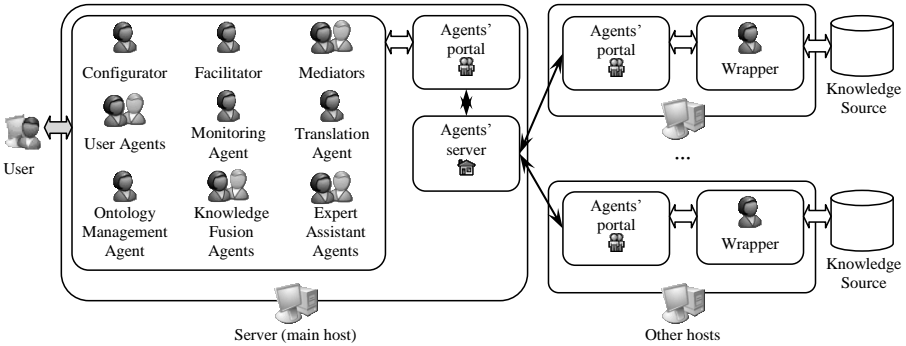 Configurator
Facilitator
Mediators
User Agents
Monitoring
Agent
Translation
Agent
Ontology
Management
Agent
Knowledge
Fusion
Agents
Expert
Assistant
Agents
User
Agents’
portal
Agents’
server
Server (main host)
Agents’
portal
Wrapper
Knowledge
Source
...
Agents’
portal
Wrapper
Knowledge
Source
Other hosts